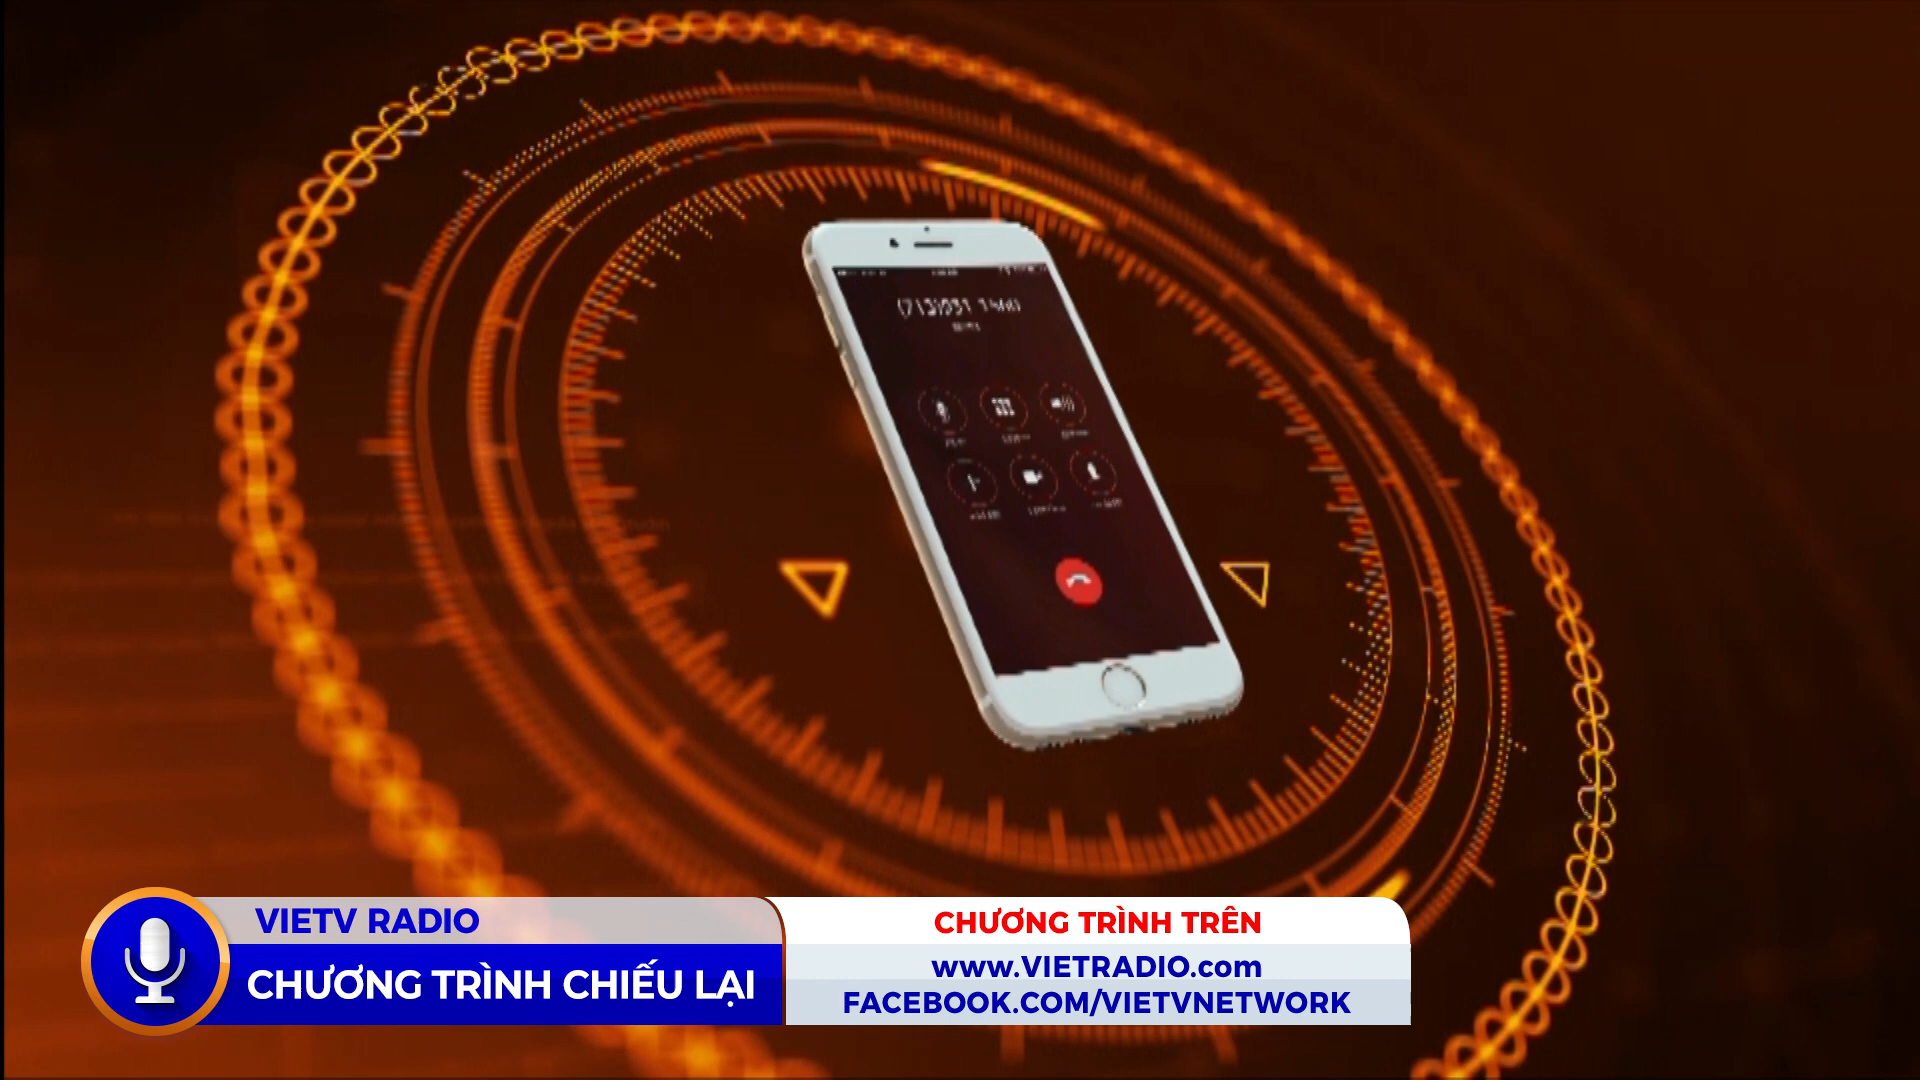 VIETV RADIO
CHƯƠNG TRÌNH CHIẾU LẠI
CHƯƠNG TRÌNH TRÊN
www.VIETRADIO.com
FACEBOOK.COM/VIETVNETWORK